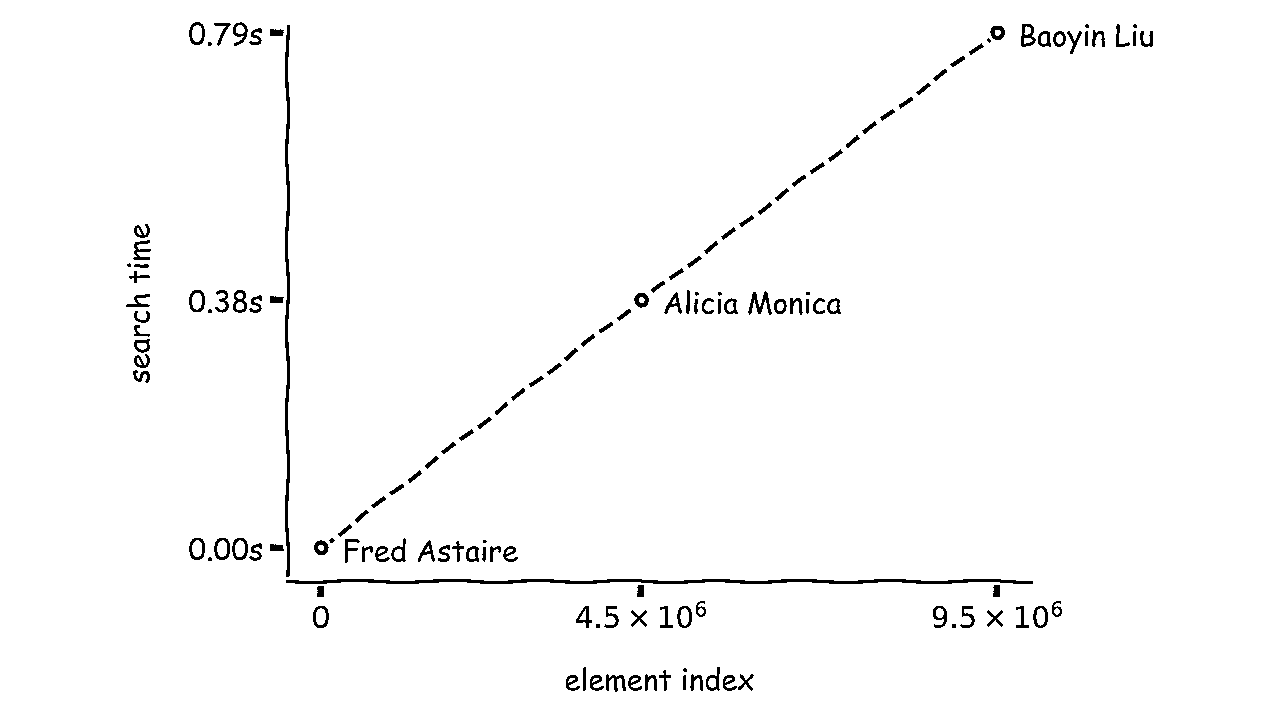 0.79s
Baoyin Liu
search time
0.38s
Alicia Monica
0.00s
Fred Astaire
0
4.5 × 10⁶
9.5 × 10⁶
element index